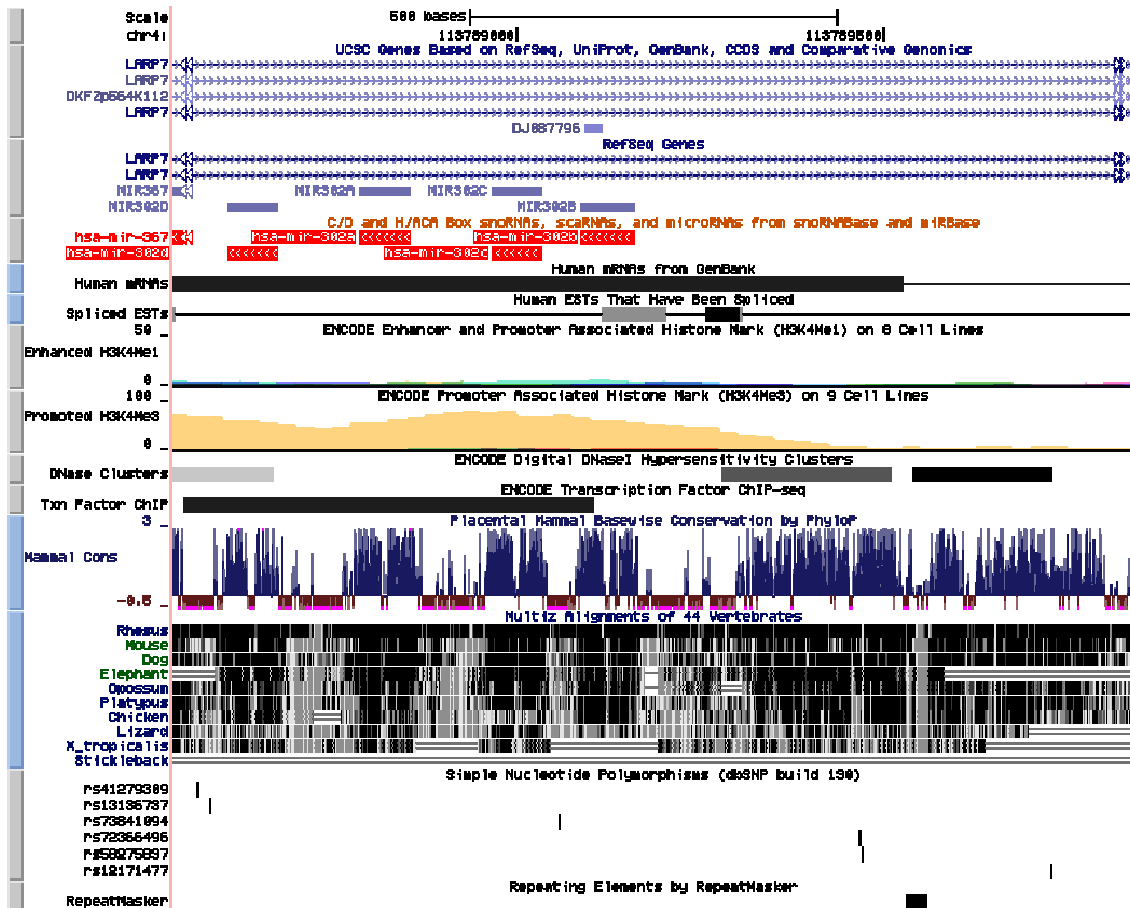 Scale 500 bases
chr4: 113789000 113789500
UCSC Genes Based on RefSeq, UniProt, GenBank, CCDS and Comparative Genomics
LARP7
LARP7
DKFZp564K112
LARP7
DJ087796
RefSeq Genes
LARP7
LARP7
MIR367 MIR302A MIR302C
MIR302D MIR302B
C/D and H/ACA Box snoRNAs, scaRNAs, and microRNAs from snoRNABase and miRBase
hsa-mir-367 hsa-mir-302a hsa-mir-302b
hsa-mir-302d hsa-mir-302c
Human mRNAs from GenBank
Human mRNAs
Human ESTs That Have Been Spliced
Spliced ESTs
50 _ ENCODE Enhancer and Promoter Associated Histone Mark (H3K4Me1) on 8 Cell Lines
Enhanced H3K4Me1
0 _
100 _ ENCODE Promoter Associated Histone Mark (H3K4Me3) on 9 Cell Lines
Promoted H3K4Me3
0 _
ENCODE Digital DNaseI Hypersensitivity Clusters
DNase Clusters
ENCODE Transcription Factor ChIP-seq
Txn Factor ChIP
3 _ Placental Mammal Basewise Conservation by PhyloP
Mammal Cons
-0.5 _
Multiz Alignments of 44 Vertebrates
Rhesus
Mouse
Dog
Elephant
Opossum
Platypus
Chicken
Lizard
X_tropicalis
Stickleback
Simple Nucleotide Polymorphisms (dbSNP build 130)
rs41279309
rs13136737
rs73841094
rs72366496
rs58275897
rs12171477
Repeating Elements by RepeatMasker
RepeatMasker